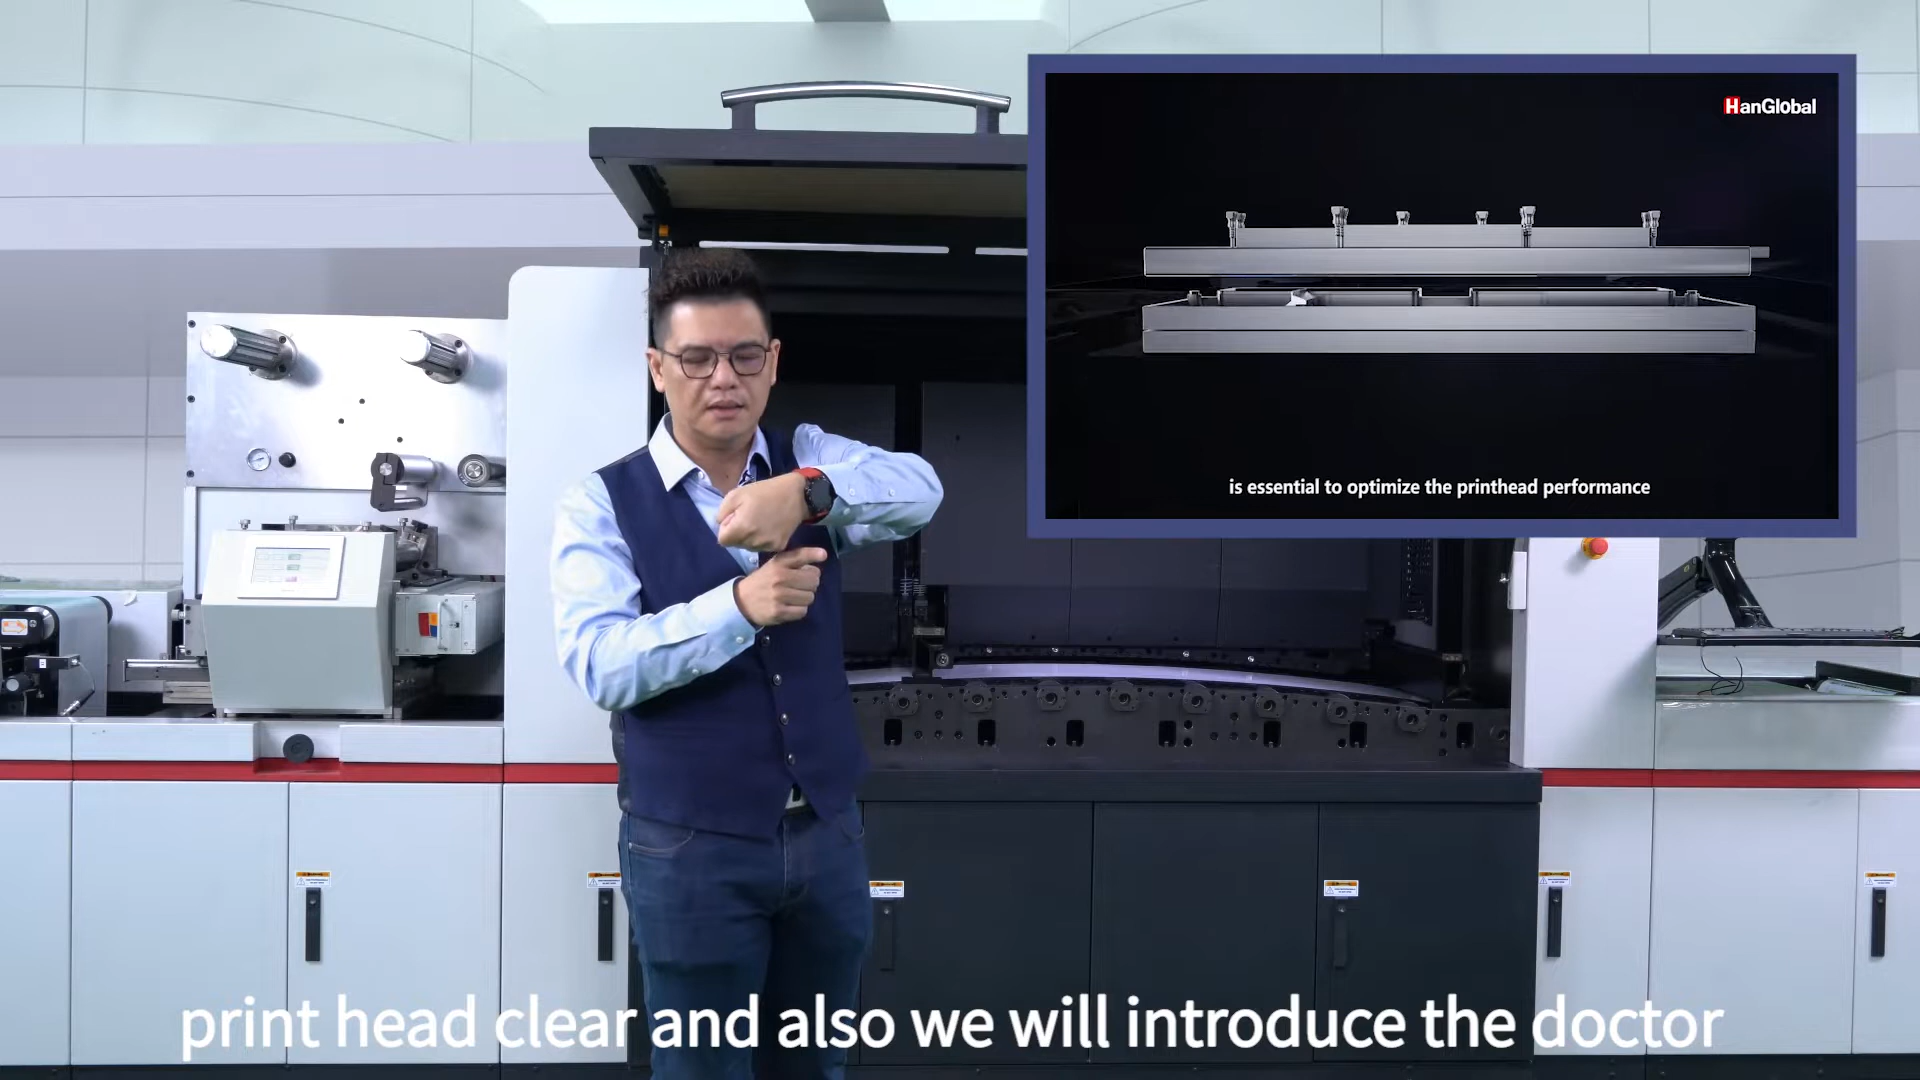 HanGlobal
is essential to optimize the printhead performance
print head clear and also we will introduce the doctor